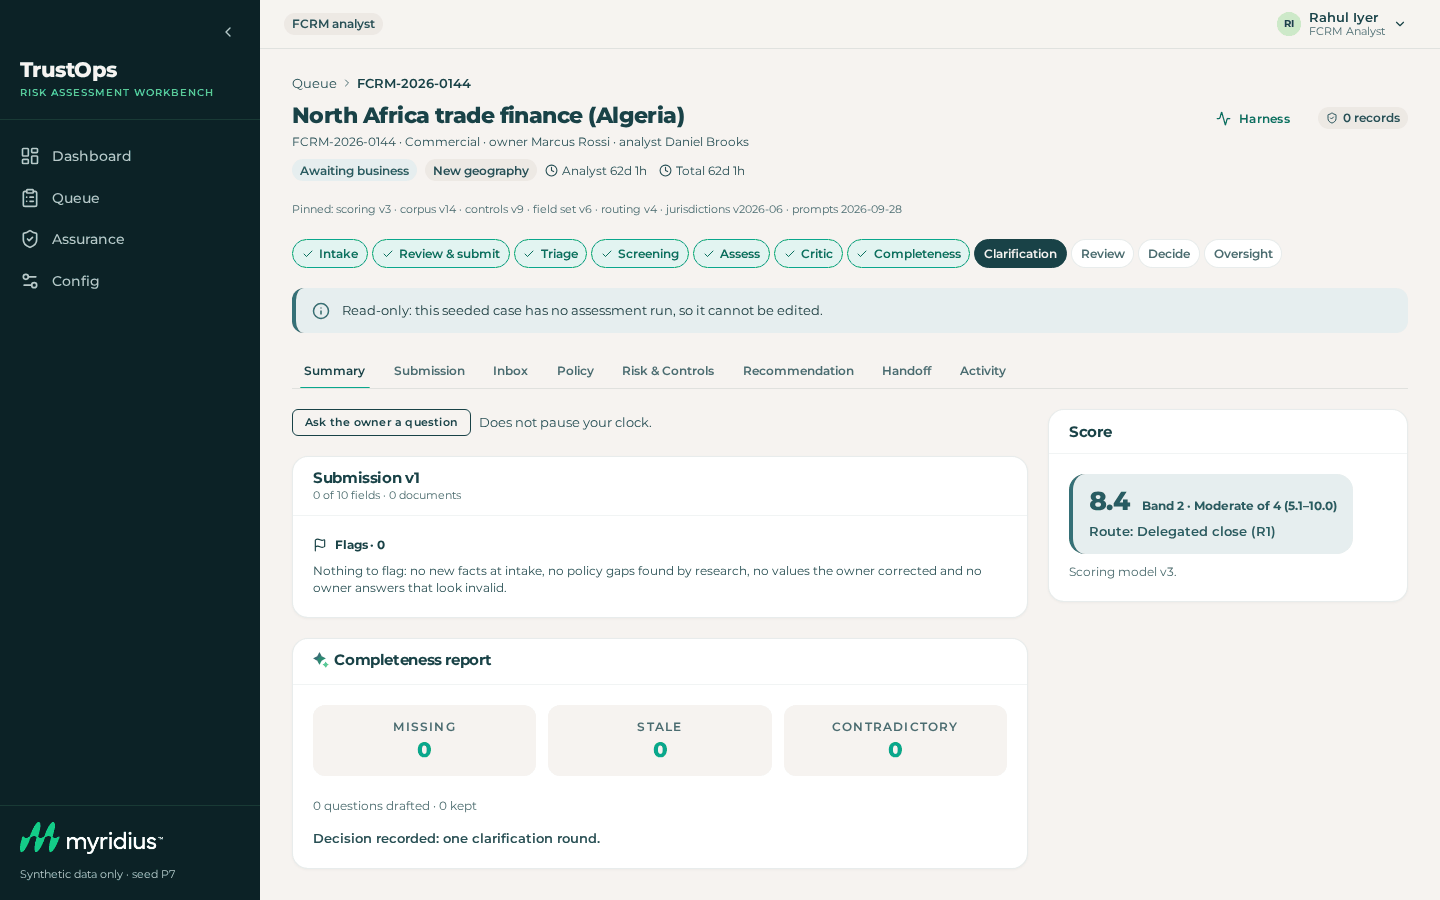 TrustOps
RISK ASSESSMENT WORKBENCH
Dashboard
Queue
Assurance
Config
myridius™
Synthetic data only · seed P7
FCRM analyst
RI
Rahul Iyer
FCRM Analyst
Queue > FCRM-2026-0144
North Africa trade finance (Algeria)
FCRM-2026-0144 · Commercial · owner Marcus Rossi · analyst Daniel Brooks
Harness
0 records
Awaiting business New geography Analyst 62d 1h Total 62d 1h
Pinned: scoring v3 · corpus v14 · controls v9 · field set v6 · routing v4 · jurisdictions v2026-06 · prompts 2026-09-28
Intake Review & submit Triage Screening Assess Critic Completeness Clarification Review Decide Oversight
Read-only: this seeded case has no assessment run, so it cannot be edited.
Summary Submission Inbox Policy Risk & Controls Recommendation Handoff Activity
Ask the owner a question Does not pause your clock.
Submission v1
0 of 10 fields · 0 documents
Flags · 0
Nothing to flag: no new facts at intake, no policy gaps found by research, no values the owner corrected and no
owner answers that look invalid.
Completeness report
MISSING
0
STALE
0
CONTRADICTORY
0
0 questions drafted · 0 kept
Decision recorded: one clarification round.
Score
8.4 Band 2 · Moderate of 4 (5.1–10.0)
Route: Delegated close (R1)
Scoring model v3.